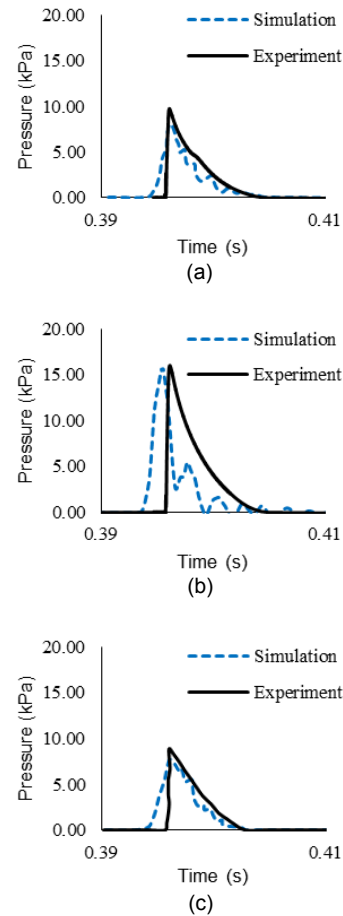 20.00
Simulation
15.00
Experiment
10.00
5.00
0.00
0.39
0.41
Pressure (kPa)
Time (s)
(a)
20.00
Simulation
15.00
Experiment
10.00
5.00
0.00
0.39
0.41
Pressure (kPa)
Time (s)
(b)
20.00
Simulation
15.00
Experiment
10.00
5.00
0.00
0.39
0.41
Pressure (kPa)
Time (s)
(c)